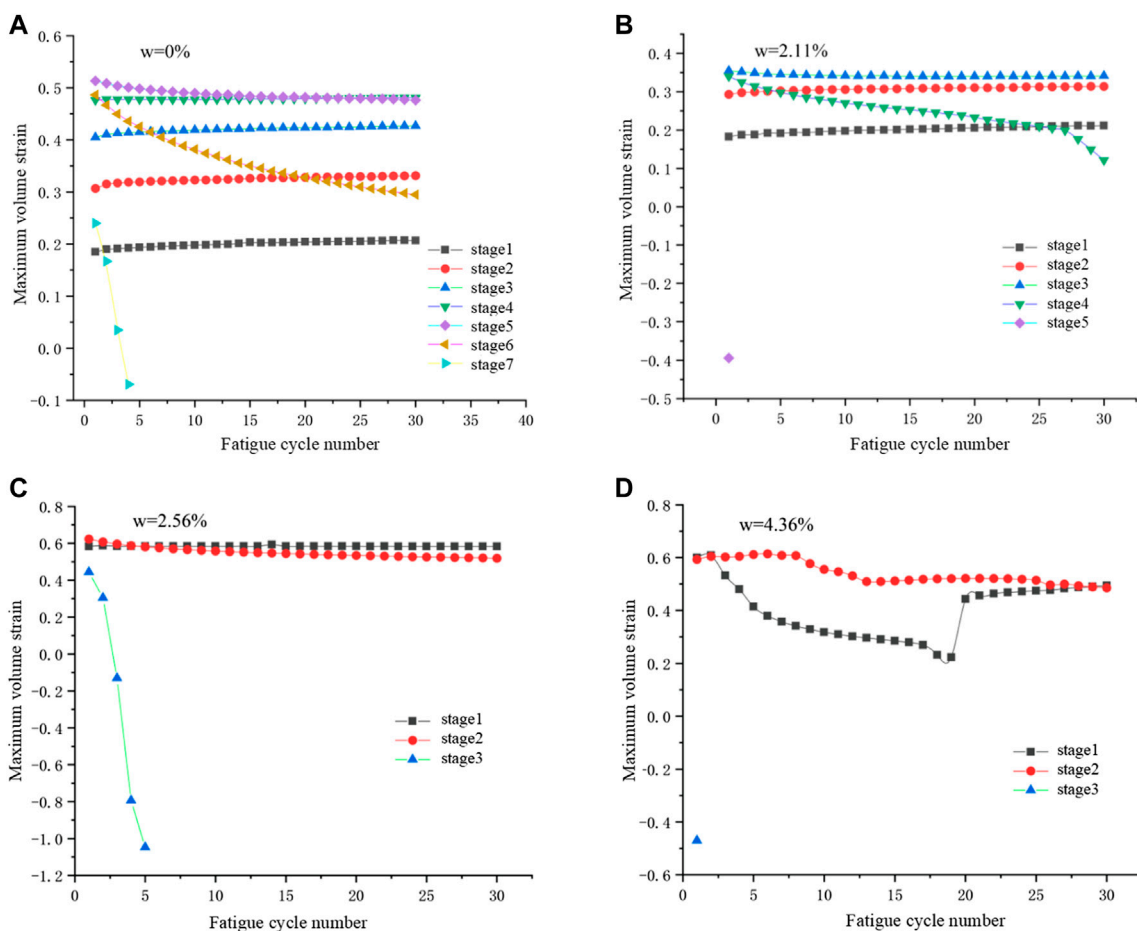 A
w=0%
Maximum volume strain
0.6
0.5
0.4
0.3
0.2
0.1
0.0
-0.1
0
5
10
15
20
25
30
35
40
Fatigue cycle number
stage1
stage2
stage3
stage4
stage5
stage6
stage7
B
w=2.11%
Maximum volume strain
0.4
0.3
0.2
0.1
0.0
-0.1
-0.2
-0.3
-0.4
-0.5
0
5
10
15
20
25
30
Fatigue cycle number
stage1
stage2
stage3
stage4
stage5
C
w=2.56%
Maximum volume strain
0.8
0.6
0.4
0.2
0.0
-0.2
-0.4
-0.6
-0.8
-1.0
-1.2
0
5
10
15
20
25
30
Fatigue cycle number
stage1
stage2
stage3
D
w=4.36%
Maximum volume strain
0.8
0.6
0.4
0.2
0.0
-0.2
-0.4
-0.6
0
5
10
15
20
25
30
Fatigue cycle number
stage1
stage2
stage3